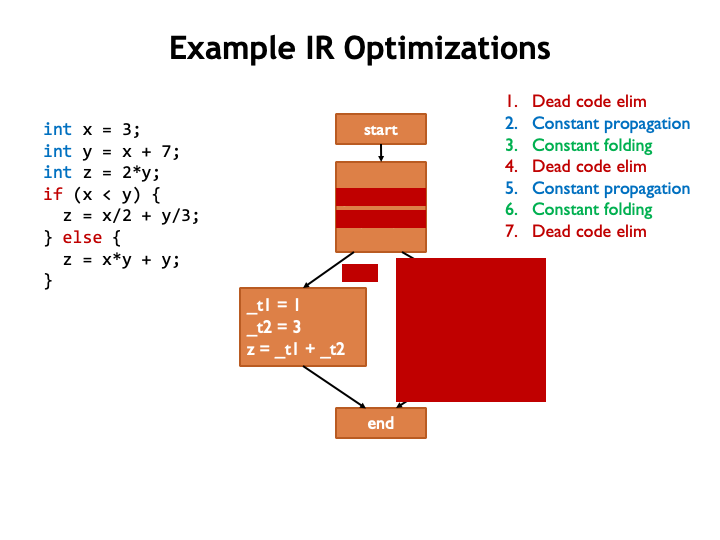 Example IR Optimizations
int x = 3;
int y = x + 7;
int z = 2*y;
if (x < y) {
  z = x/2 + y/3;
} else {
  z = x*y + y;
}
start
_t1 = 1
_t2 = 3
z = _t1 + _t2
end
1. Dead code elim
2. Constant propagation
3. Constant folding
4. Dead code elim
5. Constant propagation
6. Constant folding
7. Dead code elim